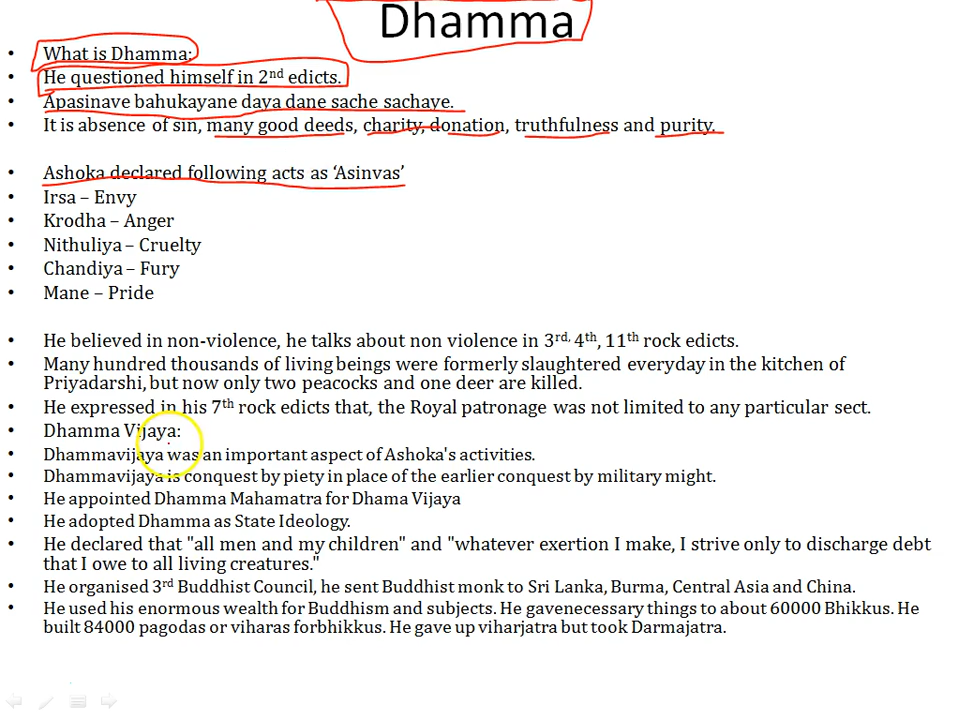 Dhamma
• What is Dhamma:
• He questioned himself in 2nd edicts.
• Apasinave bahukayane daya dane sache sachaye.
• It is absence of sin, many good deeds, charity, donation, truthfulness and purity.
• Ashoka declared following acts as ‘Asinvas’
• Irsa – Envy
• Krodha – Anger
• Nithuliya – Cruelty
• Chandiya – Fury
• Mane – Pride
• He believed in non-violence, he talks about non violence in 3rd, 4th, 11th rock edicts.
• Many hundred thousands of living beings were formerly slaughtered everyday in the kitchen of
Priyadarshi, but now only two peacocks and one deer are killed.
• He expressed in his 7th rock edicts that, the Royal patronage was not limited to any particular sect.
• Dhamma Vijaya:
• Dhammavijaya was an important aspect of Ashoka's activities.
• Dhammavijaya is conquest by piety in place of the earlier conquest by military might.
• He appointed Dhamma Mahamatra for Dhama Vijaya
• He adopted Dhamma as State Ideology.
• He declared that "all men and my children" and "whatever exertion I make, I strive only to discharge debt
that I owe to all living creatures."
• He organised 3rd Buddhist Council, he sent Buddhist monk to Sri Lanka, Burma, Central Asia and China.
• He used his enormous wealth for Buddhism and subjects. He gavenecessary things to about 60000 Bhikkus. He
built 84000 pagodas or viharas forbhikkus. He gave up viharjatra but took Darmajatra.